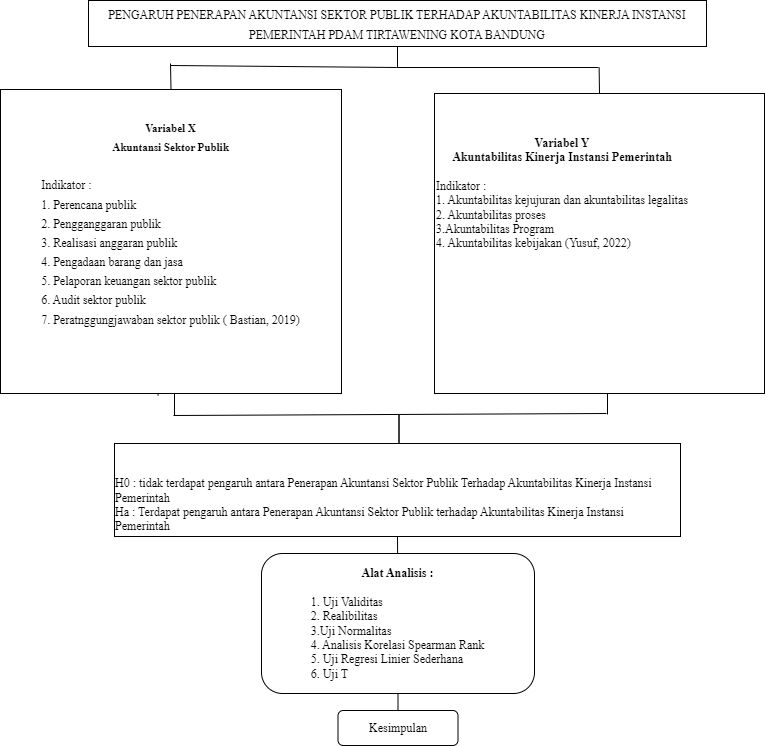 PENGARUH PENERAPAN AKUNTANSI SEKTOR PUBLIK TERHADAP AKUNTABILITAS KINERJA INSTANSI
PEMERINTAH PDAM TIRTAWENING KOTA BANDUNG
Variabel X
Akuntansi Sektor Publik
Indikator :
1. Perencana publik
2. Pengganggaran publik
3. Realisasi anggaran publik
4. Pengadaan barang dan jasa
5. Pelaporan keuangan sektor publik
6. Audit sektor publik
7. Peratnggungjawaban sektor publik ( Bastian, 2019)
Variabel Y
Akuntabilitas Kinerja Instansi Pemerintah
Indikator :
1. Akuntabilitas kejujuran dan akuntabilitas legalitas
2. Akuntabilitas proses
3.Akuntabilitas Program
4. Akuntabilitas kebijakan (Yusuf, 2022)
H0 : tidak terdapat pengaruh antara Penerapan Akuntansi Sektor Publik Terhadap Akuntabilitas Kinerja Instansi
Pemerintah
Ha : Terdapat pengaruh antara Penerapan Akuntansi Sektor Publik terhadap Akuntabilitas Kinerja Instansi
Pemerintah
Alat Analisis :
1. Uji Validitas
2. Realibilitas
3.Uji Normalitas
4. Analisis Korelasi Spearman Rank
5. Uji Regresi Linier Sederhana
6. Uji T
Kesimpulan